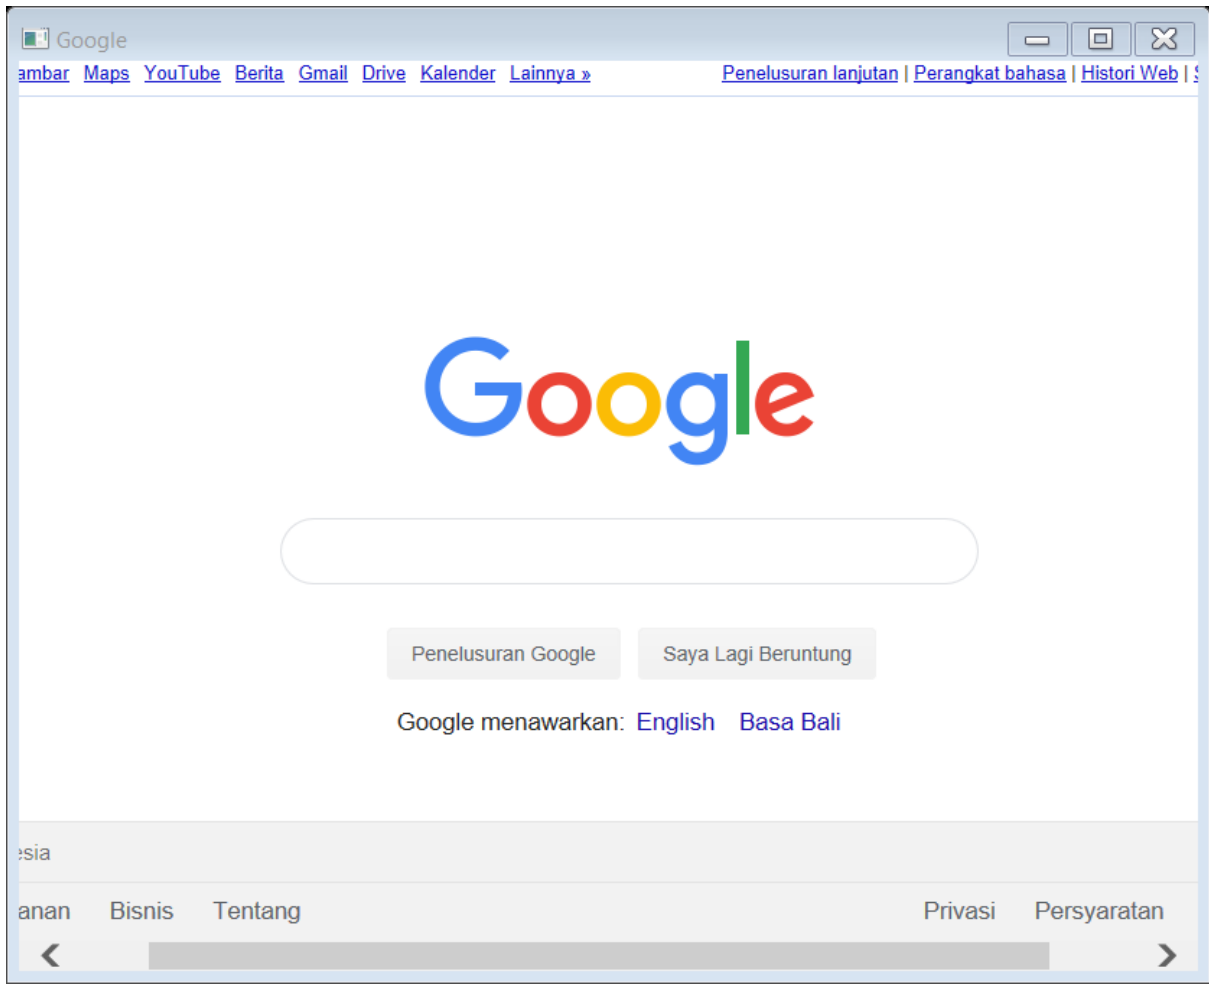 Google
ambar Maps YouTube Berita Gmail Drive Kalender Lainnya » Penelusuran lanjutan | Perangkat bahasa | Histori Web |
Google
Penelusuran Google Saya Lagi Beruntung
Google menawarkan: English Basa Bali
esia
anan Bisnis Tentang Privasi Persyaratan